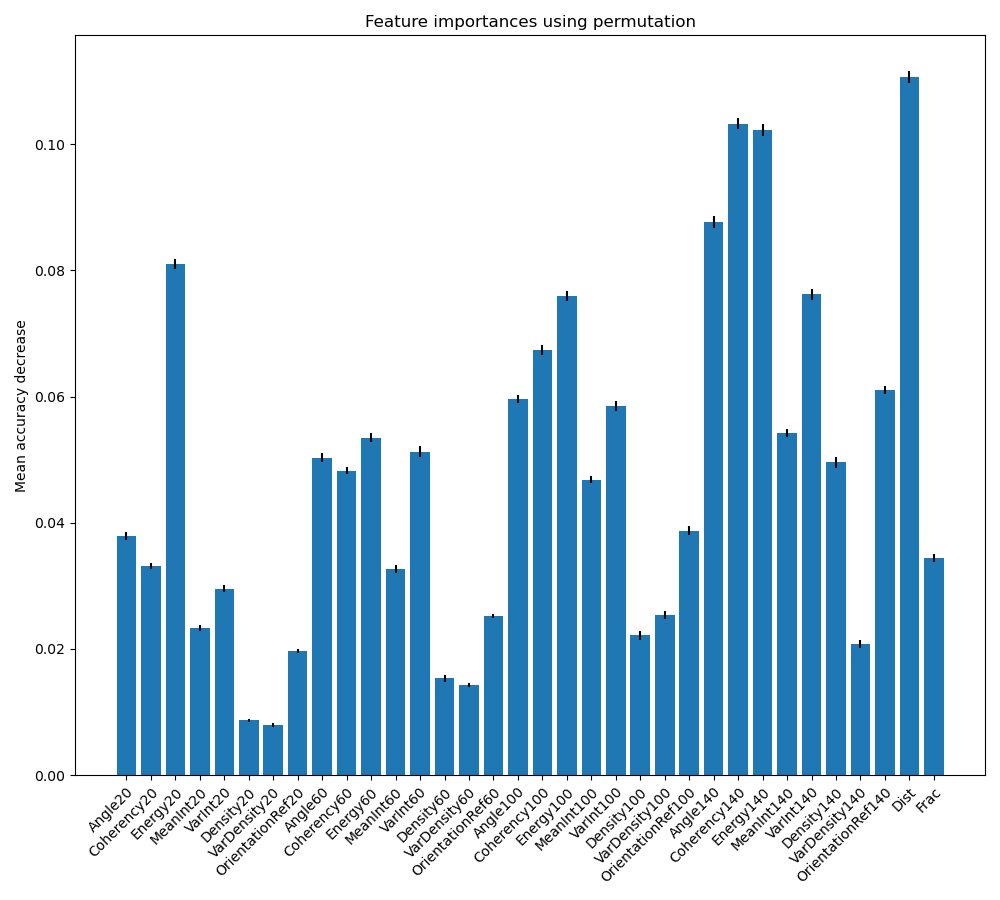 Feature importances using permutation
Mean accuracy decrease
0.10
0.08
0.06
0.04
0.02
0.00
Angle20
Coherency20
Energy20
MeanInt20
VarInt20
Density20
VarDensity20
OrientationRef20
Angle60
Coherency60
Energy60
MeanInt60
VarInt60
Density60
VarDensity60
OrientationRef60
Angle100
Coherency100
Energy100
MeanInt100
VarInt100
Density100
VarDensity100
OrientationRef100
Angle140
Coherency140
Energy140
MeanInt140
VarInt140
Density140
VarDensity140
OrientationRef140
Dist
Frac